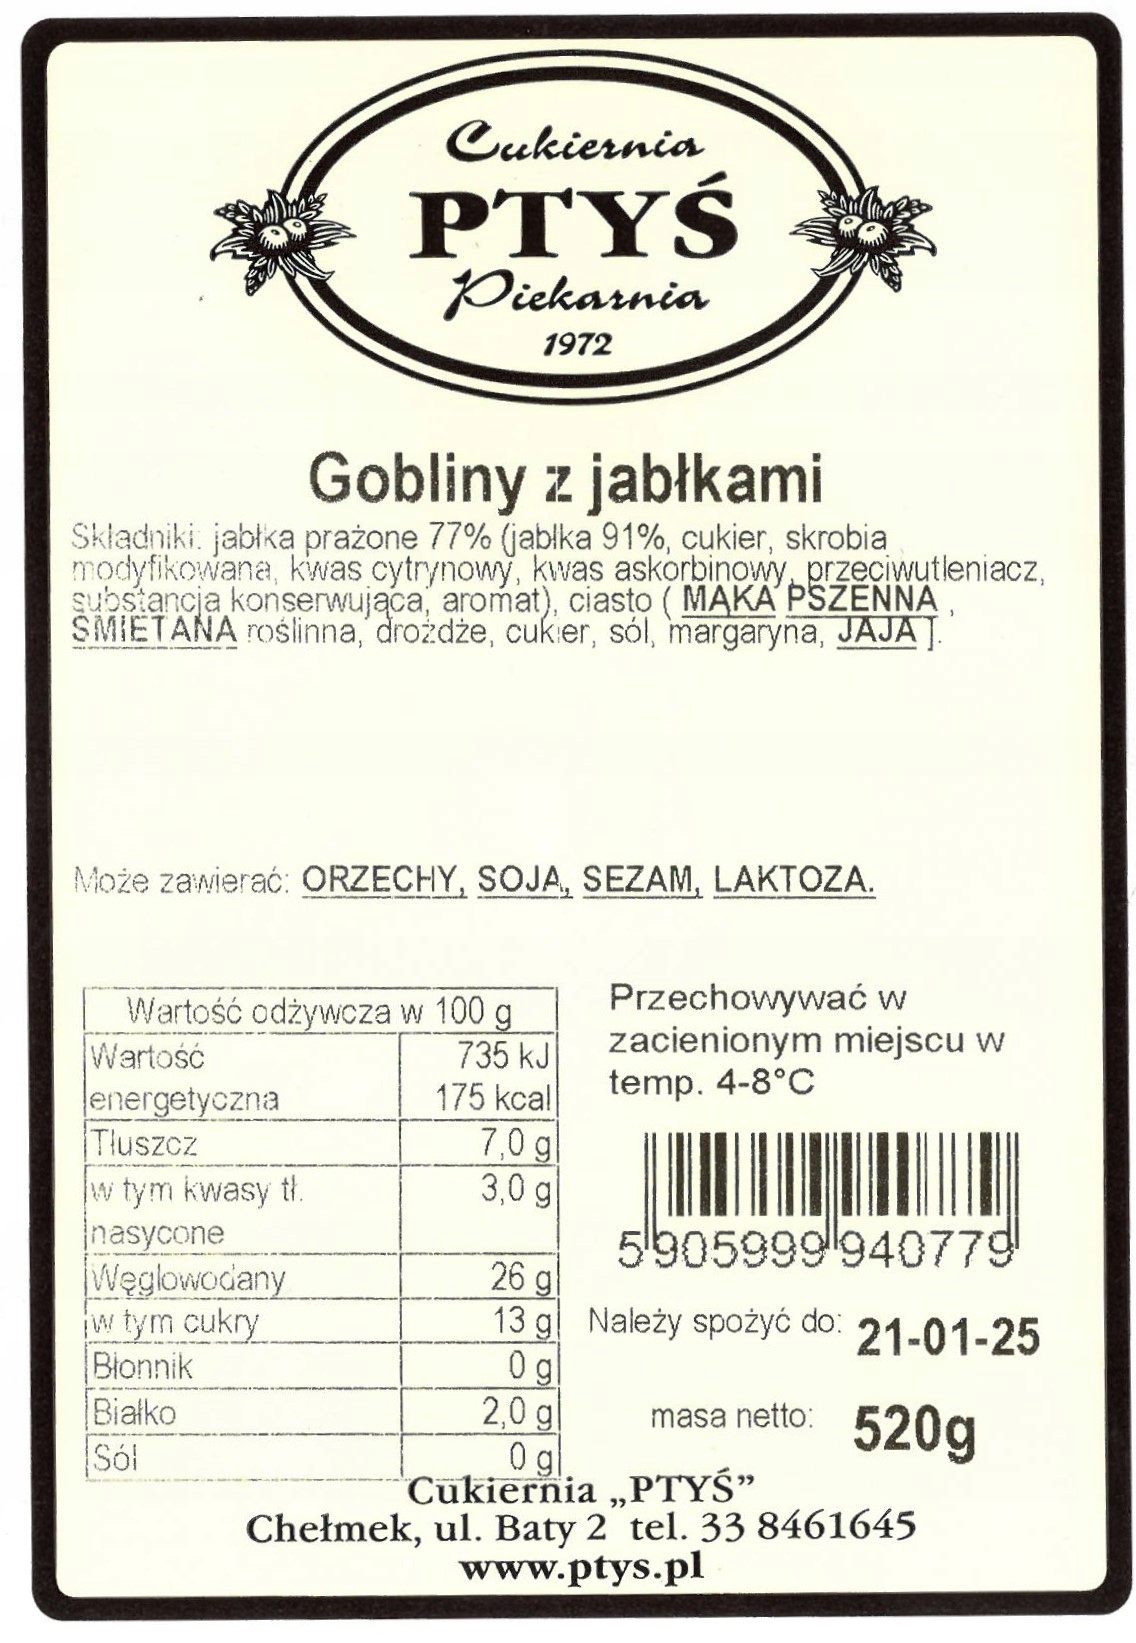 Cukiernia
PTYŚ
Piekarnia
1972
Gobliny z jabłkami
Składniki: jabłka prażone 77% (jabłka 91%, cukier, skrobia
modyfikowana, kwas cytrynowy, kwas askorbinowy, przeciwutleniacz,
substancja konserwująca, aromat), ciasto ( MĄKA PSZENNA ,
ŚMIETANA roślinna, drożdże, cukier, sól, margaryna, JAJA ].
Może zawierać: ORZECHY, SOJA, SEZAM, LAKTOZA.
Wartość odżywcza w 100 g
Wartość 735 kJ
energetyczna 175 kcal
Tłuszcz 7,0 g
w tym kwasy tł. 3,0 g
nasycone
Węglowodany 26 g
w tym cukry 13 g
Błonnik 0 g
Białko 2,0 g
Sól 0 g
Przechowywać w
zacienionym miejscu w
temp. 4-8°C
5905999940779
Należy spożyć do: 21-01-25
masa netto: 520g
Cukiernia „PTYŚ”
Chełmek, ul. Baty 2 tel. 33 8461645
www.ptys.pl